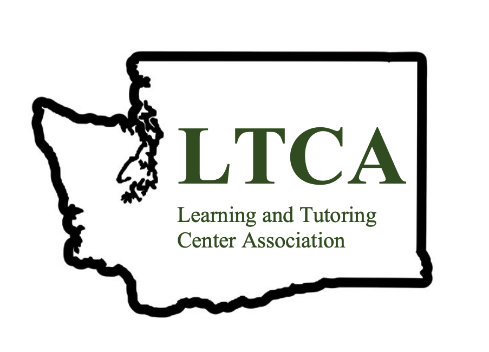 LTCA
Learning and Tutoring
Center Association